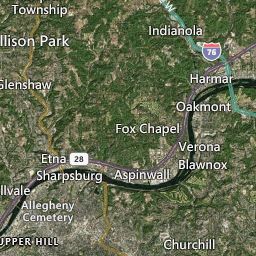 Township
Indianola
llison Park
76
Harmar
Glenshaw
Oakmont
Fox Chapel
Verona
Etna
28
Blawnox
Sharpsburg
Aspinwall
llvale
Allegheny
Cemetery
UPPER HILL
Churchill